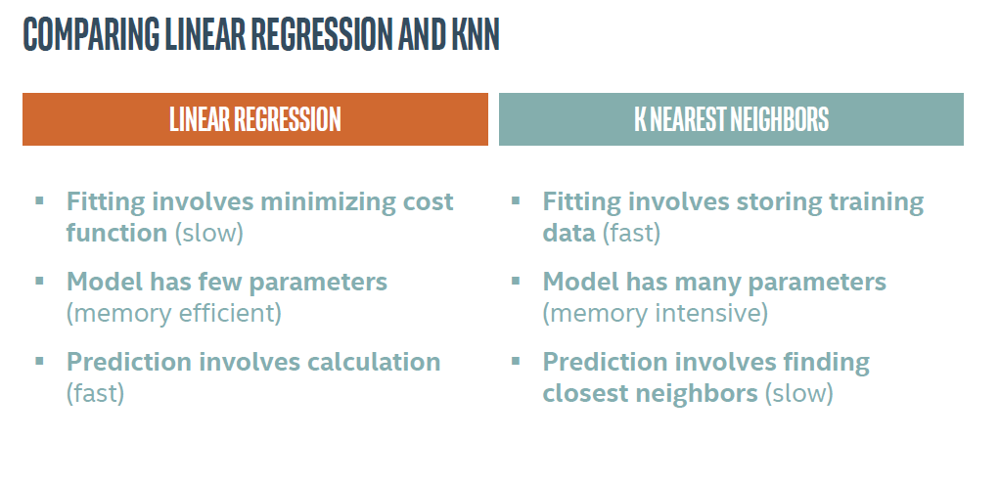 COMPARING LINEAR REGRESSION AND KNN
LINEAR REGRESSION
▪ Fitting involves minimizing cost
function (slow)
▪ Model has few parameters
(memory efficient)
▪ Prediction involves calculation
(fast)
K NEAREST NEIGHBORS
▪ Fitting involves storing training
data (fast)
▪ Model has many parameters
(memory intensive)
▪ Prediction involves finding
closest neighbors (slow)